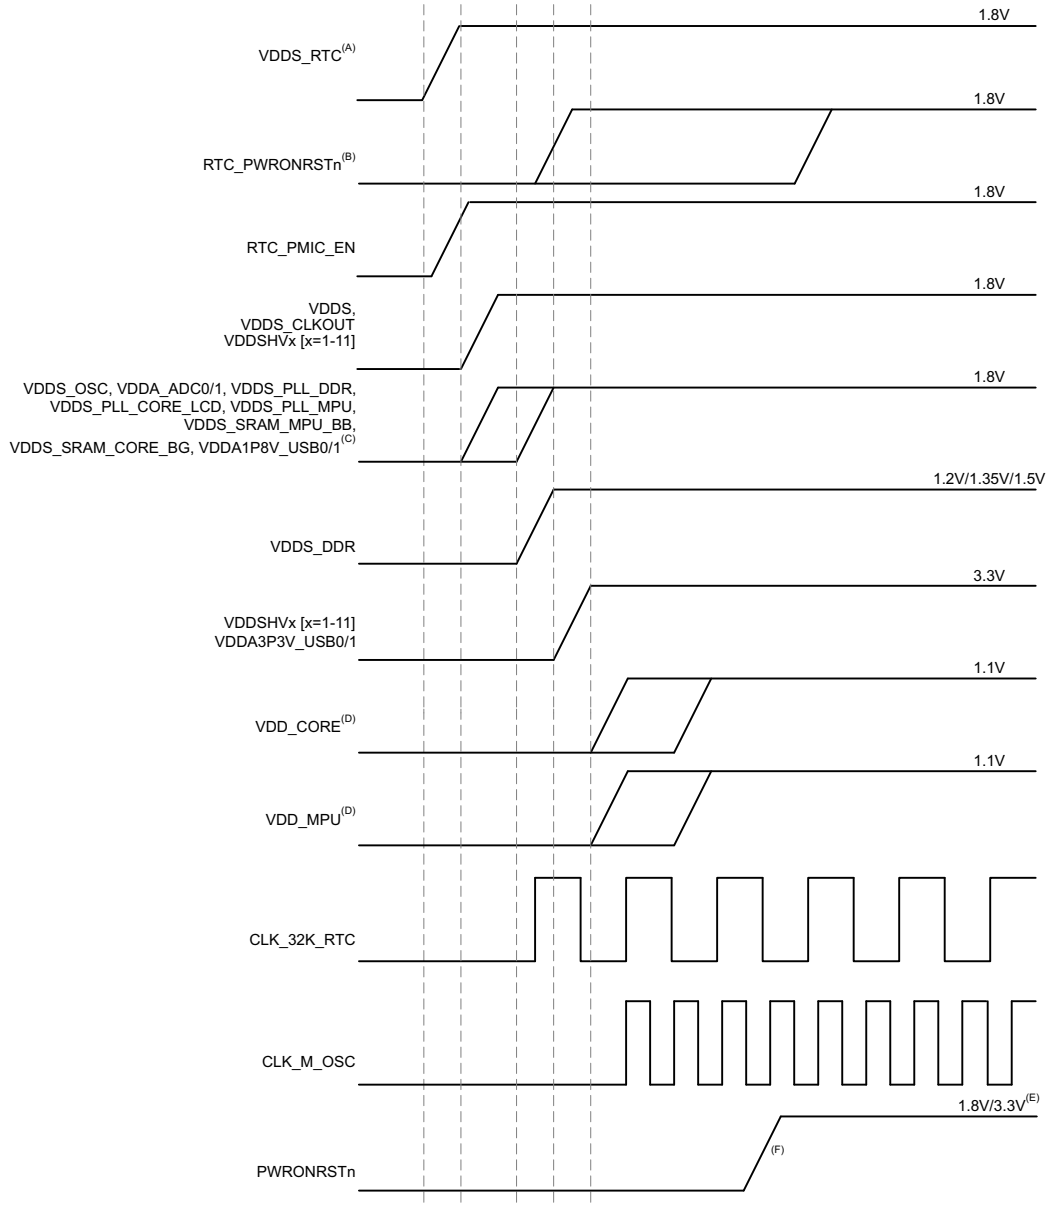 1.8V
VDDS_RTC(A)
1.8V
RTC_PWRONRSTn(B)
1.8V
RTC_PMIC_EN
1.8V
VDDS,
VDDS_CLKOUT
VDDSHVx [x=1-11]
1.8V
VDDS_OSC, VDDA_ADC0/1, VDDS_PLL_DDR,
VDDS_PLL_CORE_LCD, VDDS_PLL_MPU,
VDDS_SRAM_MPU_BB,
VDDS_SRAM_CORE_BG, VDDA1P8V_USB0/1(C)
1.2V/1.35V/1.5V
VDDS_DDR
3.3V
VDDSHVx [x=1-11]
VDDA3P3V_USB0/1
1.1V
VDD_CORE(D)
1.1V
VDD_MPU(D)
CLK_32K_RTC
CLK_M_OSC
1.8V/3.3V(E)
(F)
PWRONRSTn